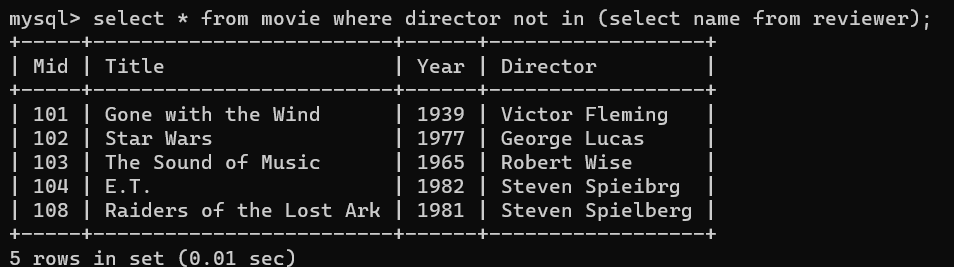 mysql> select * from movie where director not in (select name from reviewer);
+-----+-------------------------+------+-----------------+
| Mid | Title                   | Year | Director         |
+-----+-------------------------+------+-----------------+
| 101 | Gone with the Wind      | 1939 | Victor Fleming   |
| 102 | Star Wars               | 1977 | George Lucas     |
| 103 | The Sound of Music      | 1965 | Robert Wise      |
| 104 | E.T.                    | 1982 | Steven Spieibrg  |
| 108 | Raiders of the Lost Ark | 1981 | Steven Spielberg |
+-----+-------------------------+------+-----------------+
5 rows in set (0.01 sec)